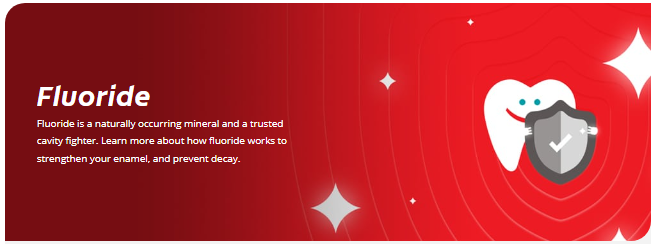 Fluoride
Fluoride is a naturally occurring mineral and a trusted
cavity fighter. Learn more about how fluoride works to
strengthen your enamel, and prevent decay.